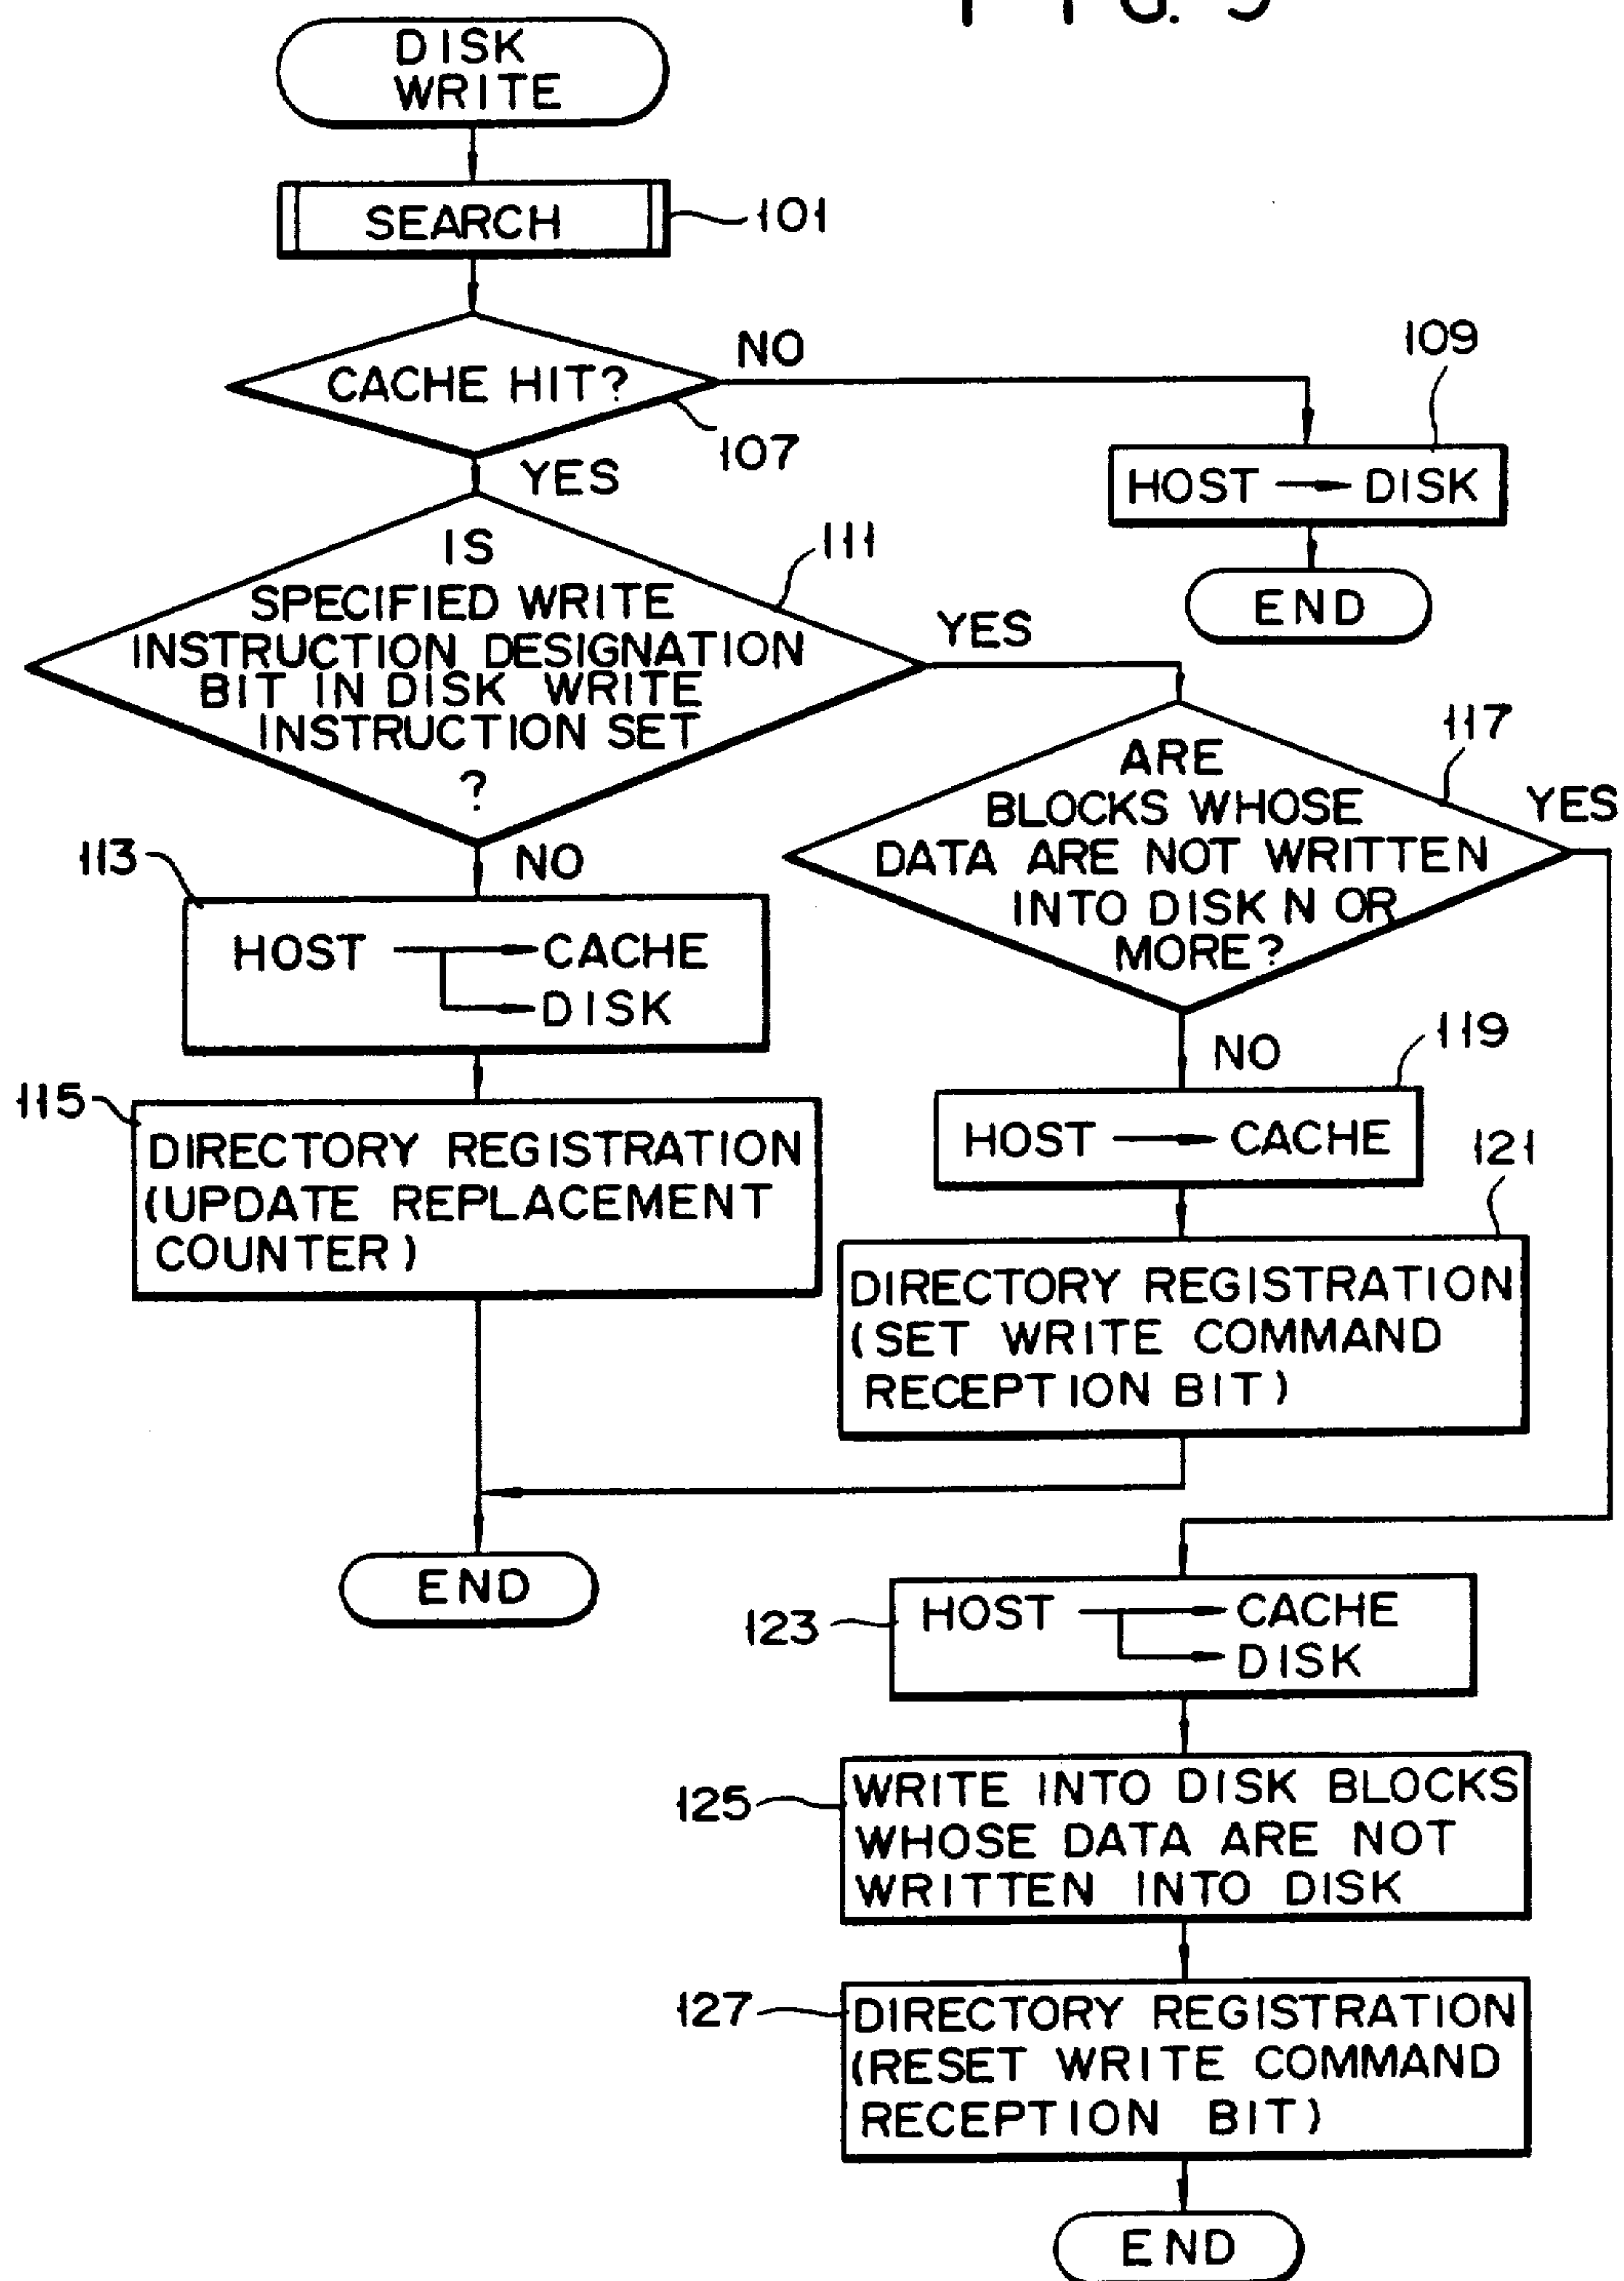 F I G.
DISK
WRITE
SEARCH
101
CACHE HIT?
NO
107
YES
109
HOST → DISK
END
IS
SPECIFIED WRITE
INSTRUCTION DESIGNATION
BIT IN DISK WRITE
INSTRUCTION SET
?
111
YES
NO
117
ARE
BLOCKS WHOSE
DATA ARE NOT WRITTEN
INTO DISK N OR
MORE?
YES
NO
113
HOST → CACHE
→ DISK
115
DIRECTORY REGISTRATION
(UPDATE REPLACEMENT
COUNTER)
119
HOST → CACHE
121
DIRECTORY REGISTRATION
(SET WRITE COMMAND
RECEPTION BIT)
END
123
HOST → CACHE
→ DISK
125
WRITE INTO DISK BLOCKS
WHOSE DATA ARE NOT
WRITTEN INTO DISK
127
DIRECTORY REGISTRATION
(RESET WRITE COMMAND
RECEPTION BIT)
END